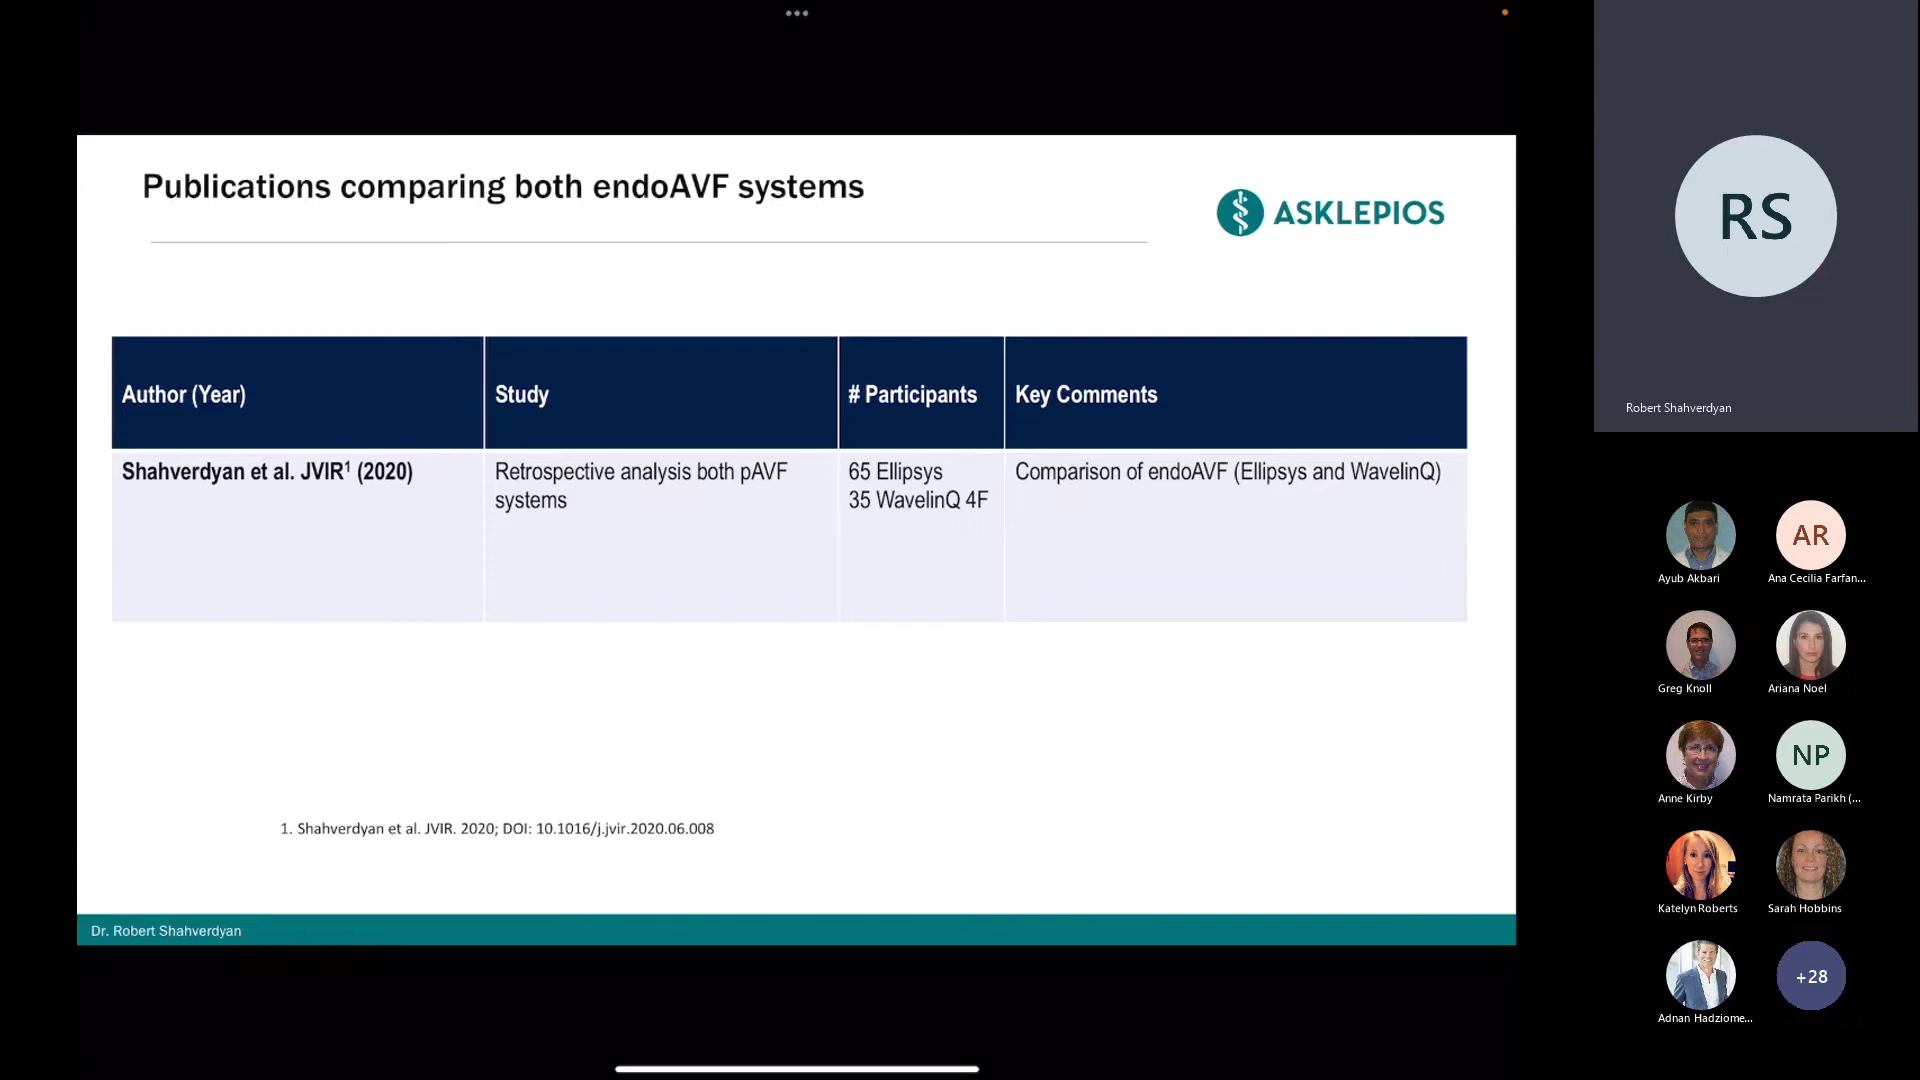 Publications comparing both endoAVF systems
ASKLEPIOS
Author (Year)
Study
# Participants
Key Comments
Shahverdyan et al. JVIR¹ (2020)
Retrospective analysis both pAVF
systems
65 Ellipsys
35 WavelinQ 4F
Comparison of endoAVF (Ellipsys and WavelinQ)
1. Shahverdyan et al. JVIR. 2020; DOI: 10.1016/j.jvir.2020.06.008
Dr. Robert Shahverdyan
RS
Robert Shahverdyan
Ayub Akbari
AR
Ana Cecilia Farfan...
Greg Knoll
Ariana Noel
Anne Kirby
NP
Namrata Parikh (...
Katelyn Roberts
Sarah Hobbins
Adnan Hadziome...
+28